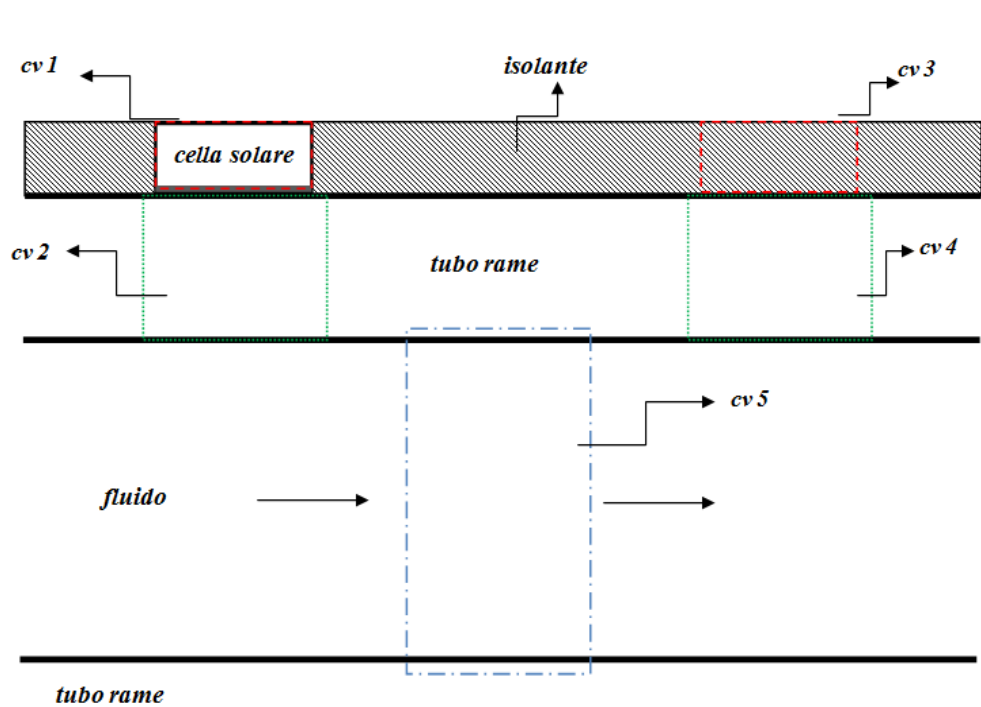 cv 1
isolante
cv 3
cella solare
cv 2
tubo rame
cv 4
cv 5
fluido
tubo rame